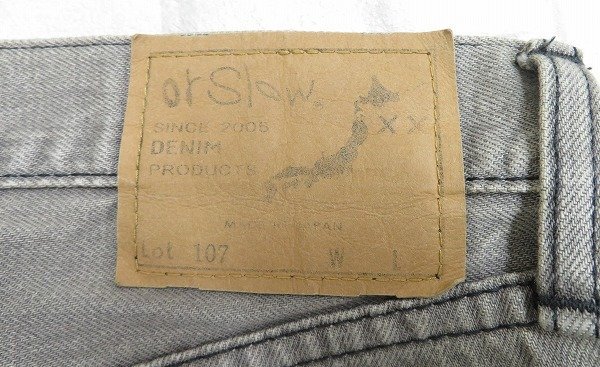 orSlow.
SINCE 2005
DENIM
PRODUCTS
XX
MADE IN JAPAN
Lot 107 W L